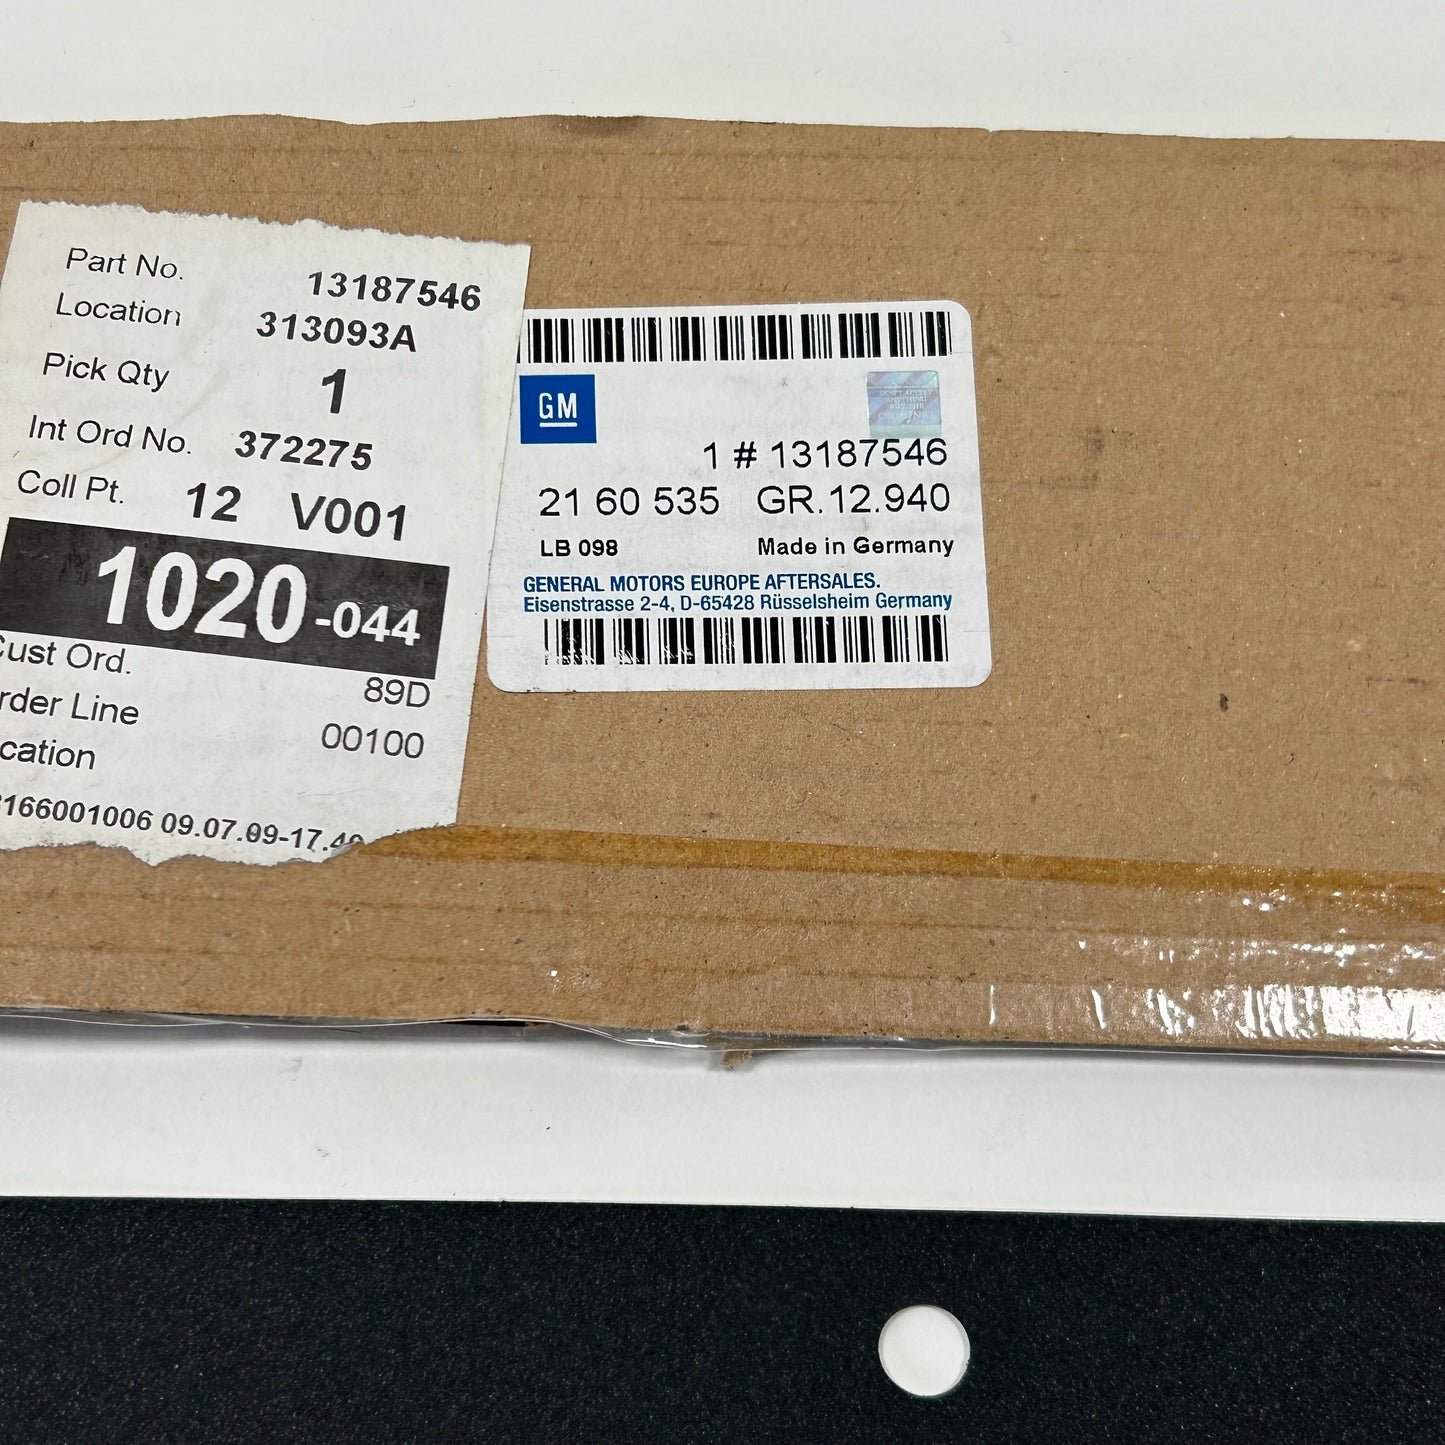 Part No. 13187546
Location 313093A
Pick Qty 1
Int Ord No. 372275
Coll Pt. 12 V001
1020-044
Cust Ord. 89D
rder Line 00100
cation
166001006 09.07.09-17.40
GM
1 # 13187546
21 60 535 GR.12.940
LB 098 Made in Germany
GENERAL MOTORS EUROPE AFTERSALES.
Eisenstrasse 2-4, D-65428 Rüsselsheim Germany